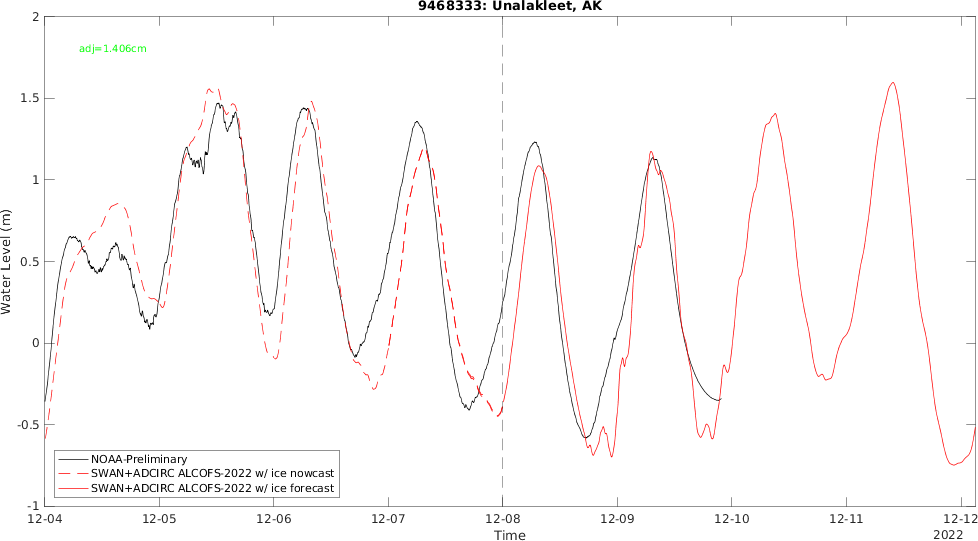 9468333: Unalakleet, AK
adj=1.406cm
Water Level (m)
2
1.5
1
0.5
0
-0.5
-1
NOAA-Preliminary
SWAN+ADCIRC ALCOFS-2022 w/ ice nowcast
SWAN+ADCIRC ALCOFS-2022 w/ ice forecast
12-04 12-05 12-06 12-07 12-08 12-09 12-10 12-11 12-12
Time
2022